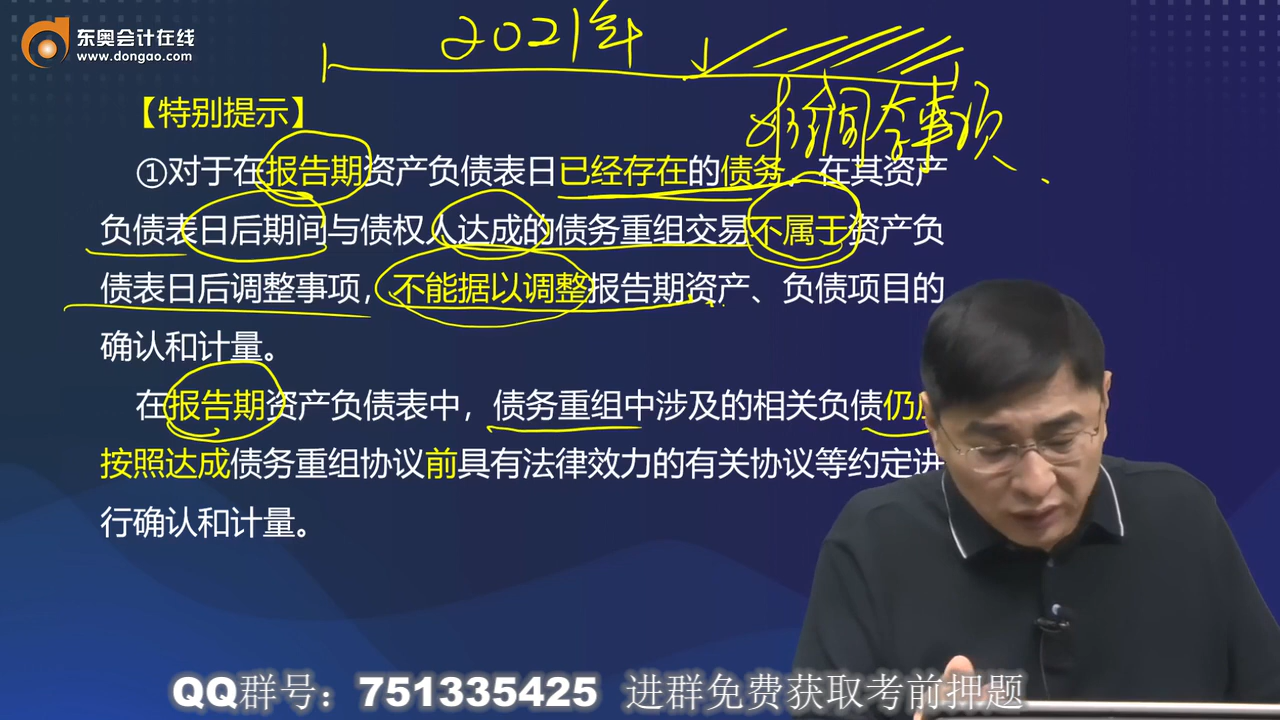 东奥会计在线
www.dongao.com
2021年
非调整事项
【特别提示】
①对于在报告期资产负债表日已经存在的债务，在其资产
负债表日后期间与债权人达成的债务重组交易不属于资产负
债表日后调整事项，不能据以调整报告期资产、负债项目的
确认和计量。
在报告期资产负债表中，债务重组中涉及的相关负债仍应
按照达成债务重组协议前具有法律效力的有关协议等约定进
行确认和计量。
QQ群号：751335425 进群免费获取考前押题